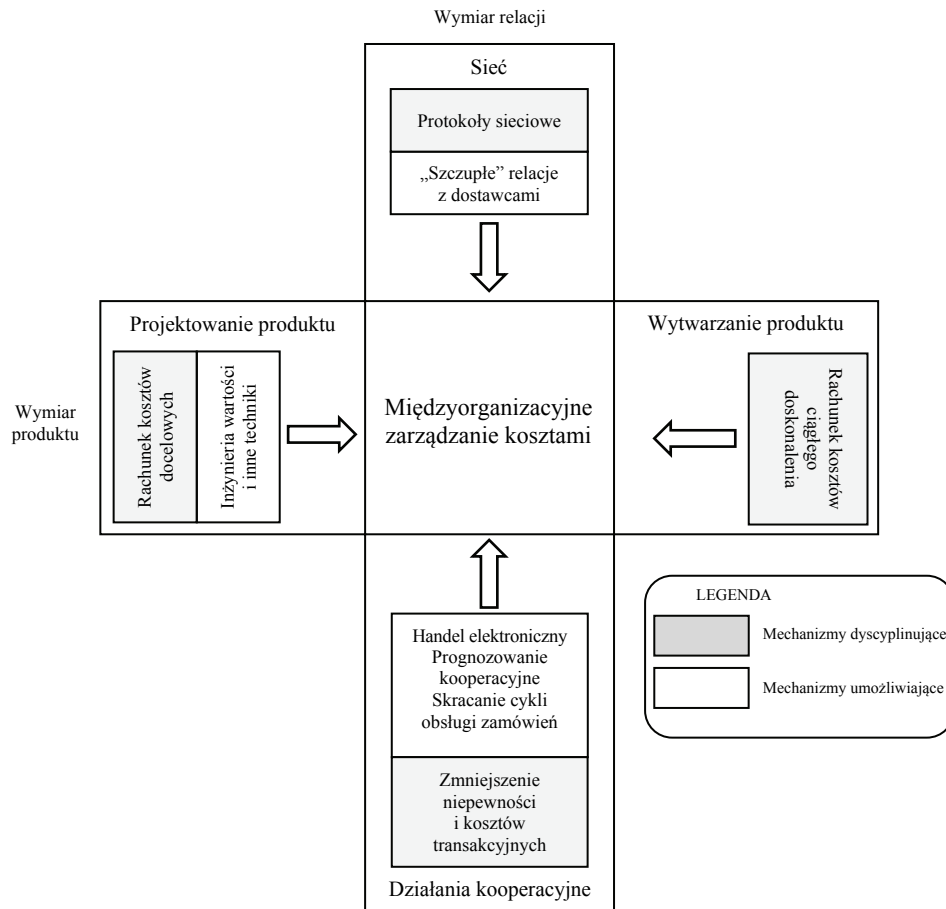 Wymiar relacji
Sieć
Protokoły sieciowe
„Szczupłe” relacje
z dostawcami
Projektowanie produktu
Wytwarzanie produktu
Wymiar
produktu
Rachunek kosztów
docelowych
Inżynieria wartości
i inne techniki
Międzyorganizacyjne
zarządzanie kosztami
Rachunek kosztów
ciągłego
doskonalenia
Handel elektroniczny
Prognozowanie
kooperacyjne
Skracanie cykli
obsługi zamówień
Zmniejszenie
niepewności
i kosztów
transakcyjnych
Działania kooperacyjne
LEGENDA
Mechanizmy dyscyplinujące
Mechanizmy umożliwiające